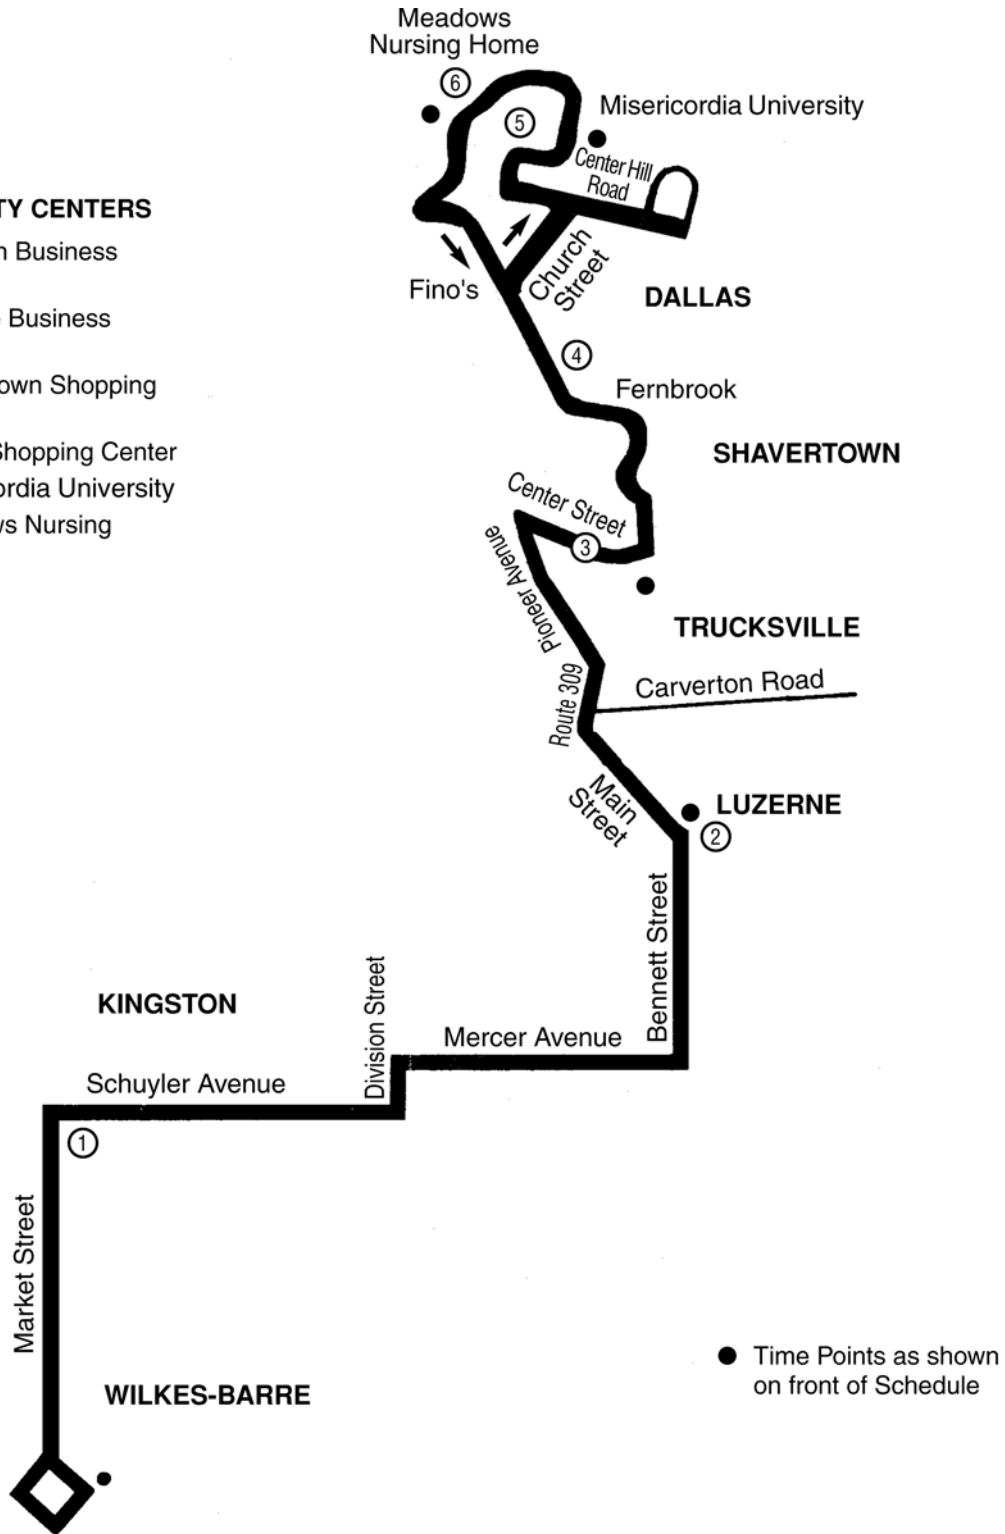 Meadows
Nursing Home
6
5
Misericordia University
Center Hill
Road
TY CENTERS
Business
Business
Shopping
Shopping Center
University
Nursing
Fino's
Church
Street
DALLAS
4
Fernbrook
SHAVERTOWN
Center Street
3
Pioneer Avenue
TRUCKSVILLE
Route 309
Carverton Road
Main
Street
LUZERNE
2
Bennett Street
KINGSTON
Division Street
Mercer Avenue
Schuyler Avenue
1
Market Street
WILKES-BARRE
Time Points as shown
on front of Schedule